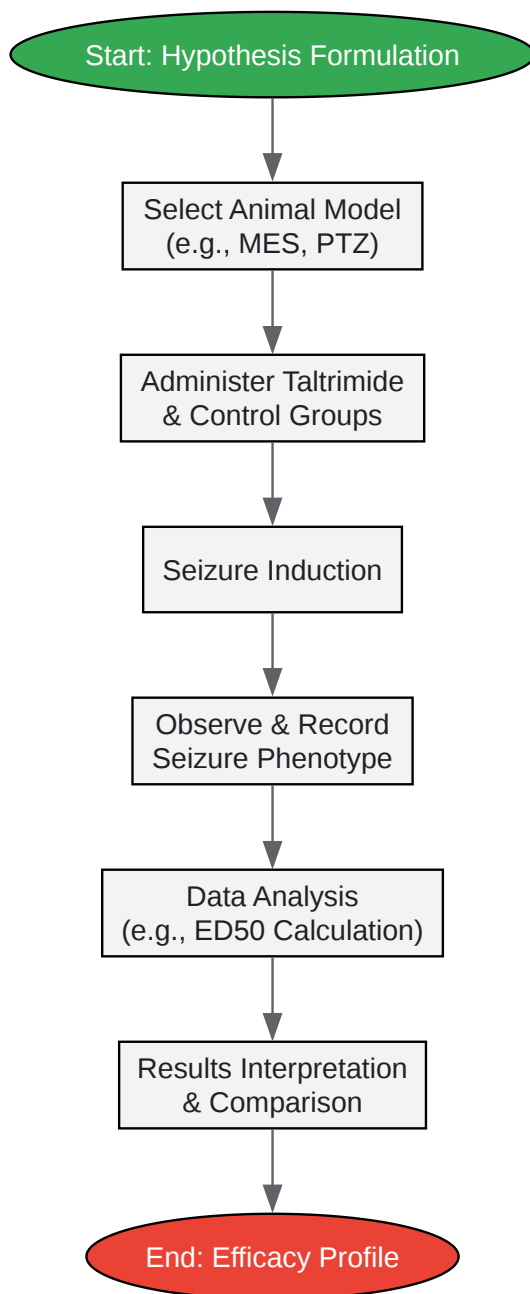 Start: Hypothesis Formulation
Select Animal Model
(e.g., MES, PTZ)
Administer Taltrimide
& Control Groups
Seizure Induction
Observe & Record
Seizure Phenotype
Data Analysis
(e.g., ED50 Calculation)
Results Interpretation
& Comparison
End: Efficacy Profile